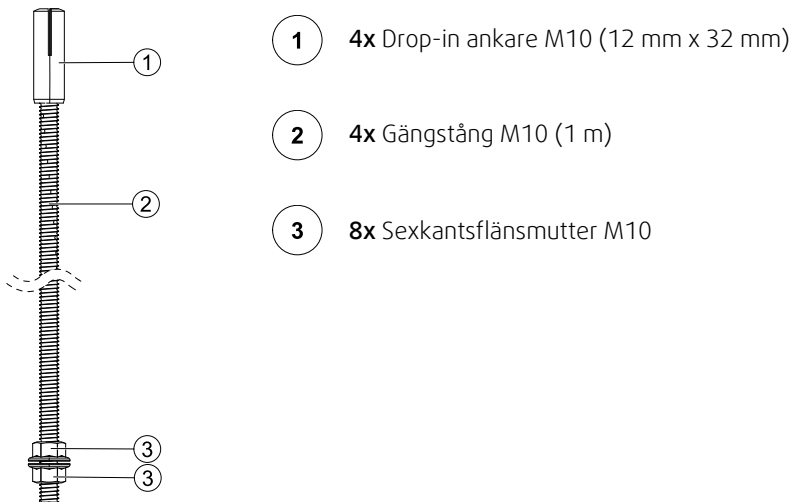 1 4x Drop-in ankare M10 (12 mm x 32 mm)
1
2 4x Gängstång M10 (1 m)
2
3 8x Sexkantsflänsmutter M10
3
3